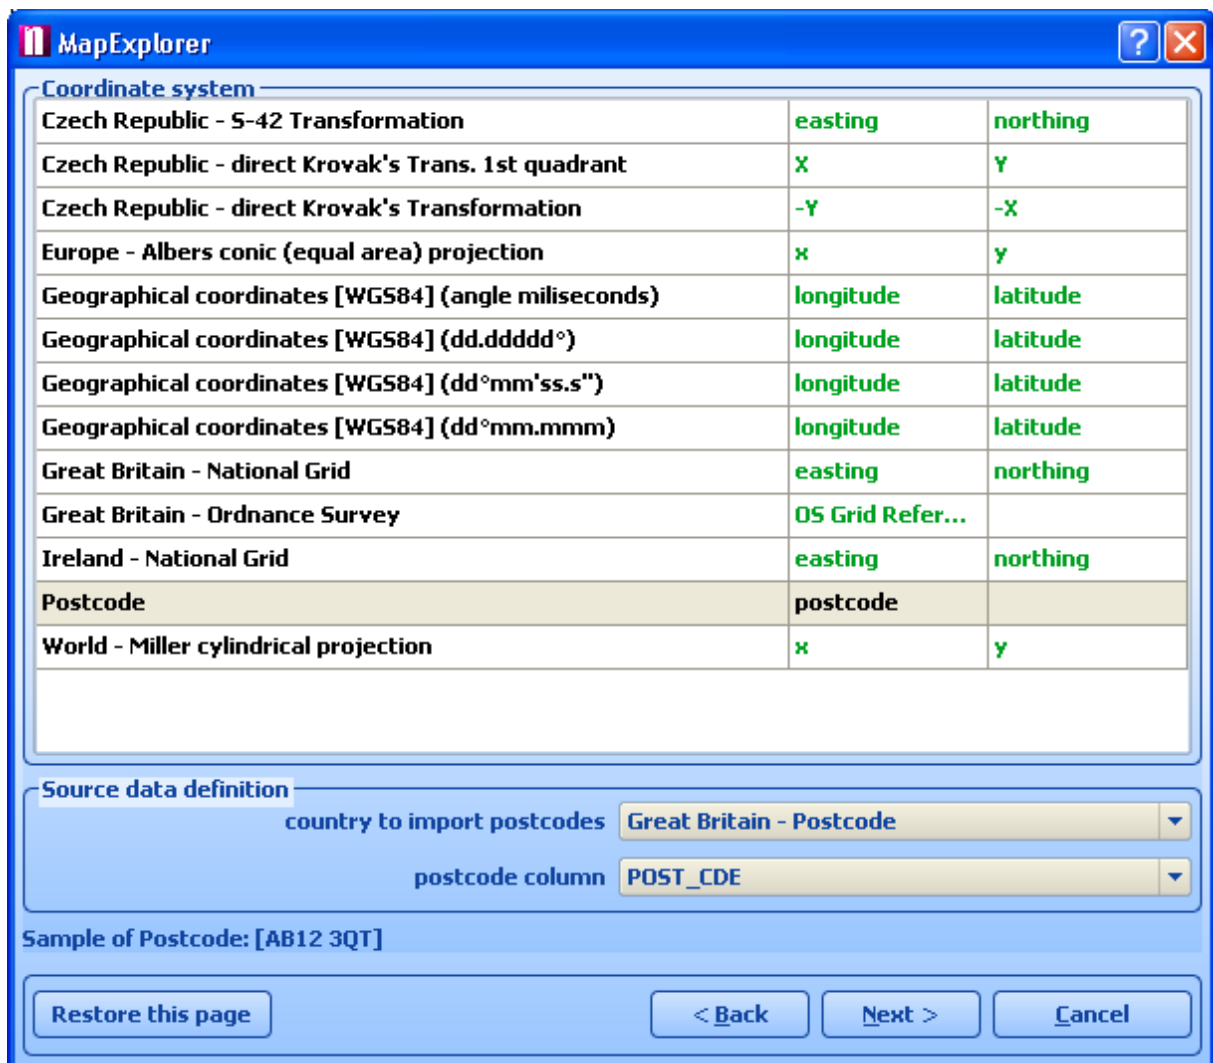 MapExplorer
Coordinate system
Czech Republic - S-42 Transformation easting northing
Czech Republic - direct Krovak's Trans. 1st quadrant X Y
Czech Republic - direct Krovak's Transformation -Y -X
Europe - Albers conic (equal area) projection x y
Geographical coordinates [WGS84] (angle miliseconds) longitude latitude
Geographical coordinates [WGS84] (dd.ddddd°) longitude latitude
Geographical coordinates [WGS84] (dd°mm'ss.s") longitude latitude
Geographical coordinates [WGS84] (dd°mm.mmm) longitude latitude
Great Britain - National Grid easting northing
Great Britain - Ordnance Survey OS Grid Refer...
Ireland - National Grid easting northing
Postcode postcode
World - Miller cylindrical projection x y
Source data definition
country to import postcodes Great Britain - Postcode
postcode column POST_CDE
Sample of Postcode: [AB12 3QT]
Restore this page < Back Next > Cancel